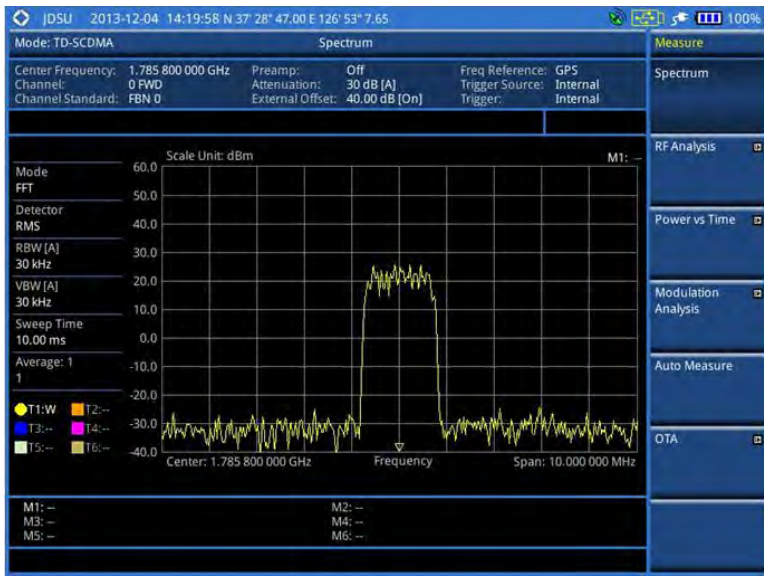 JDSU 2013-12-04 14:19:58 N 37' 28" 47.00 E 126' 53" 7.65 100%
Mode: TD-SCDMA Spectrum Measure
Center Frequency: 1.785 800 000 GHz Preamp: Off Freq Reference: GPS
Channel: 0 FWD Attenuation: 30 dB [A] Trigger Source: Internal
Channel Standard: FBN 0 External Offset: 40.00 dB [On] Trigger: Internal
Spectrum
RF Analysis
Power vs Time
Modulation
Analysis
Auto Measure
OTA
Scale Unit: dBm M1: --
Mode
FFT
Detector
RMS
RBW [A]
30 kHz
VBW [A]
30 kHz
Sweep Time
10.00 ms
Average: 1
1
T1:W T2:--
T3:-- T4:--
T5:-- T6:--
60.0
50.0
40.0
30.0
20.0
10.0
0.0
-10.0
-20.0
-30.0
-40.0
Center: 1.785 800 000 GHz Frequency Span: 10.000 000 MHz
M1: -- M2: --
M3: -- M4: --
M5: -- M6: --